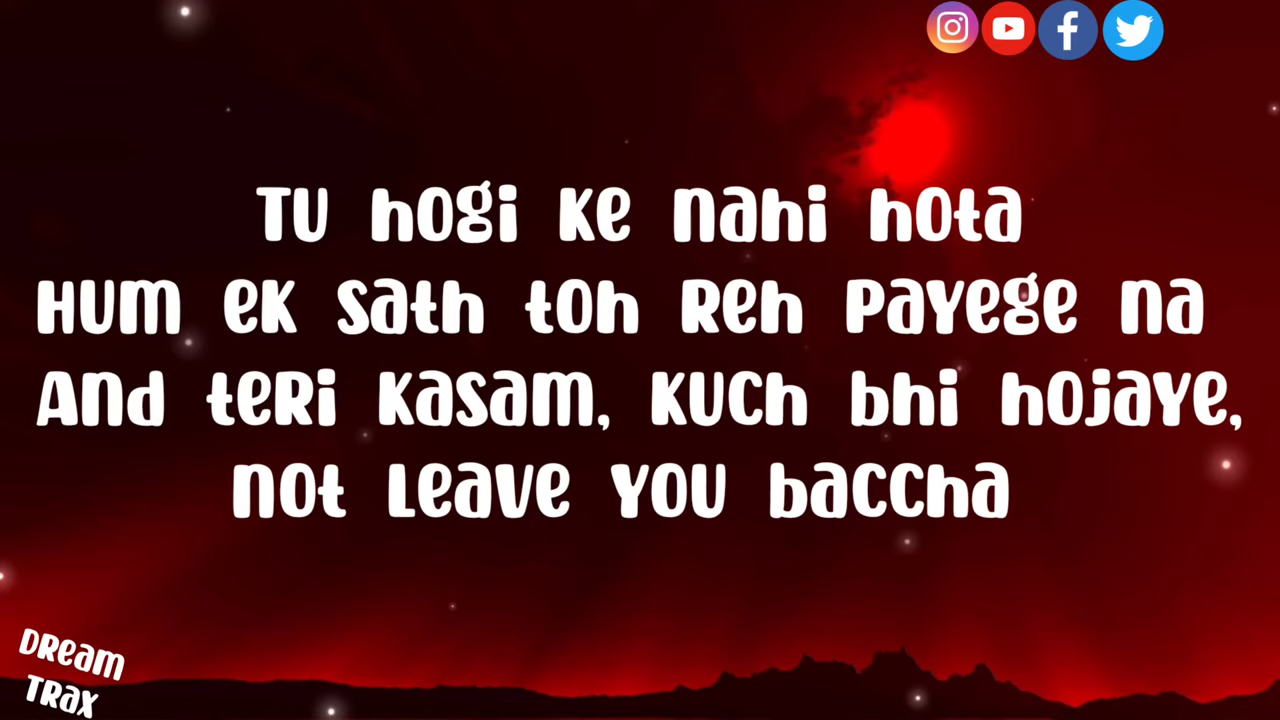 Tu hogi ke nahi hota
Hum ek sath toh reh payege na
And teri kasam, kuch bhi hojaye,
not leave you baccha
Dream
Trax